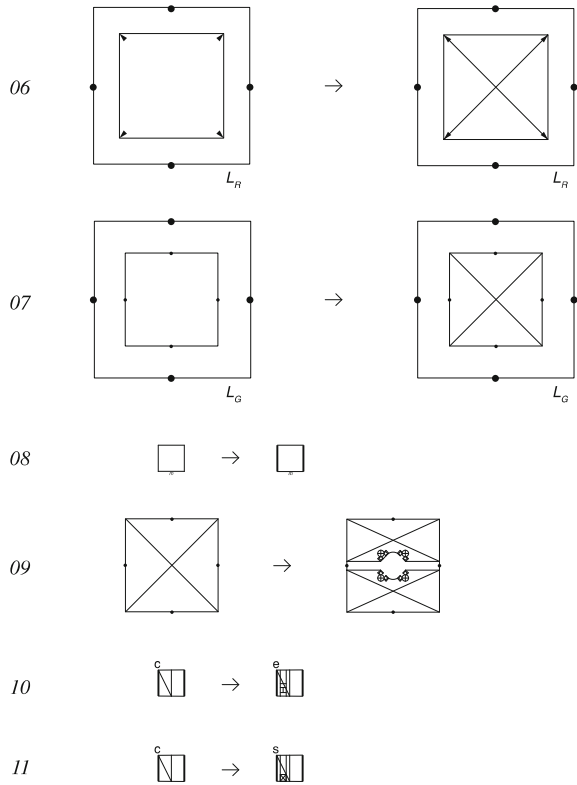 06 →
L_R L_R
07 →
L_G L_G
08 →
m m
09 →
c e
10 →
c s
11 →